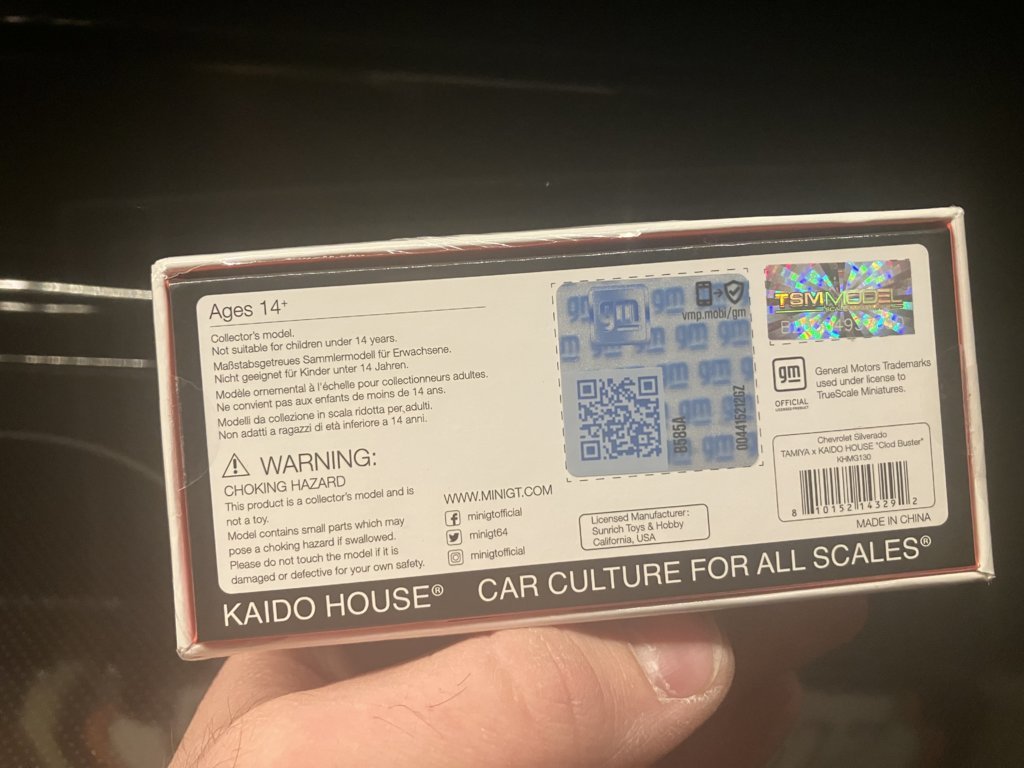 Ages 14+
Collector's model.
Not suitable for children under 14 years.
Maßstabsgetreues Sammlermodell für Erwachsene.
Nicht geeignet für Kinder unter 14 Jahren.
Modèle ornemental à l'échelle pour collectionneurs adultes.
Ne convient pas aux enfants de moins de 14 ans.
Modelli da collezione in scala ridotta per adulti.
Non adatti a ragazzi di età inferiore a 14 anni.
WARNING:
CHOKING HAZARD
This product is a collector's model and is
not a toy.
Model contains small parts which may
pose a choking hazard if swallowed.
Please do not touch the model if it is
damaged or defective for your own safety.
WWW.MINIGT.COM
minigtofficial
minigt64
minigtofficial
gm
vmp.mobi/gm
B585A
004415212GZ
Licensed Manufacturer:
Sunrich Toys & Hobby
California, USA
TSMMODEL
gm
OFFICIAL
LICENSED PRODUCT
General Motors Trademarks
used under license to
TrueScale Miniatures.
Chevrolet Silverado
TAMIYA x KAIDO HOUSE "Clod Buster"
KHMG130
8 10152 14329 2
MADE IN CHINA
KAIDO HOUSE® CAR CULTURE FOR ALL SCALES®